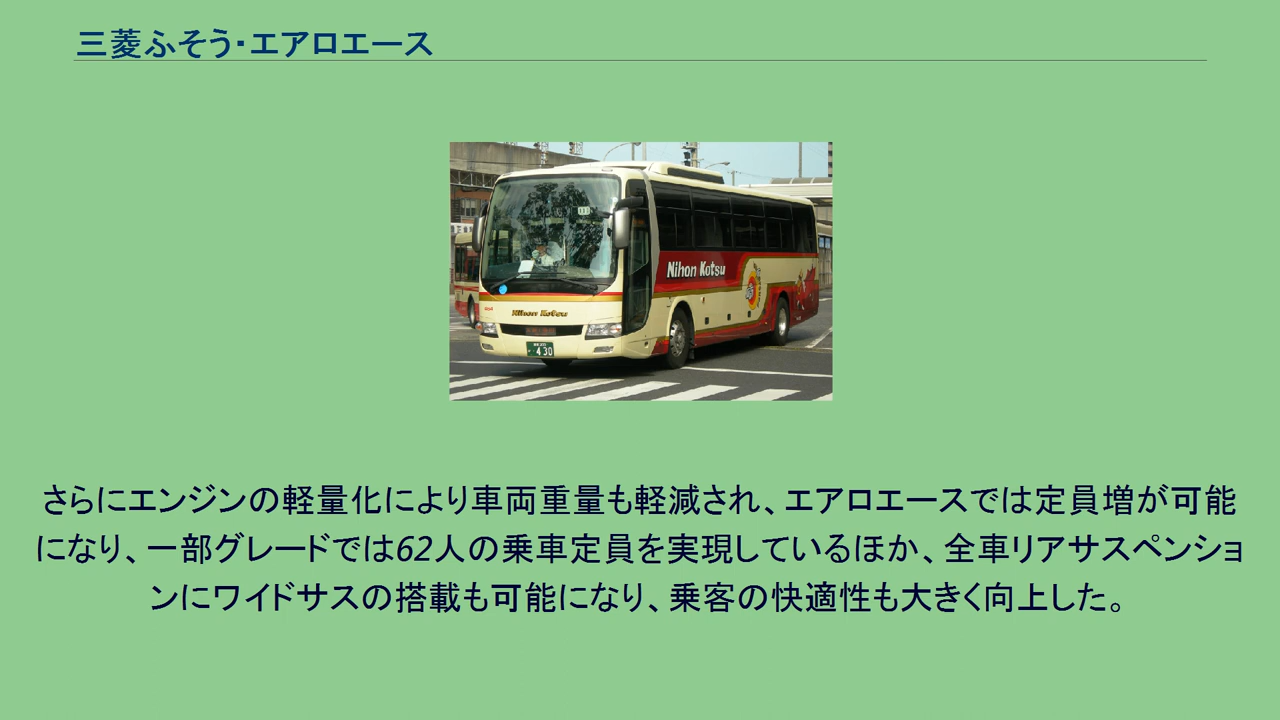 三菱ふそう・エアロエース
Nihon Kotsu
Nihon Kotsu
430
さらにエンジンの軽量化により車両重量も軽減され、エアロエースでは定員増が可能
になり、一部グレードでは62人の乗車定員を実現しているほか、全車リアサスペンショ
ンにワイドサスの搭載も可能になり、乗客の快適性も大きく向上した。